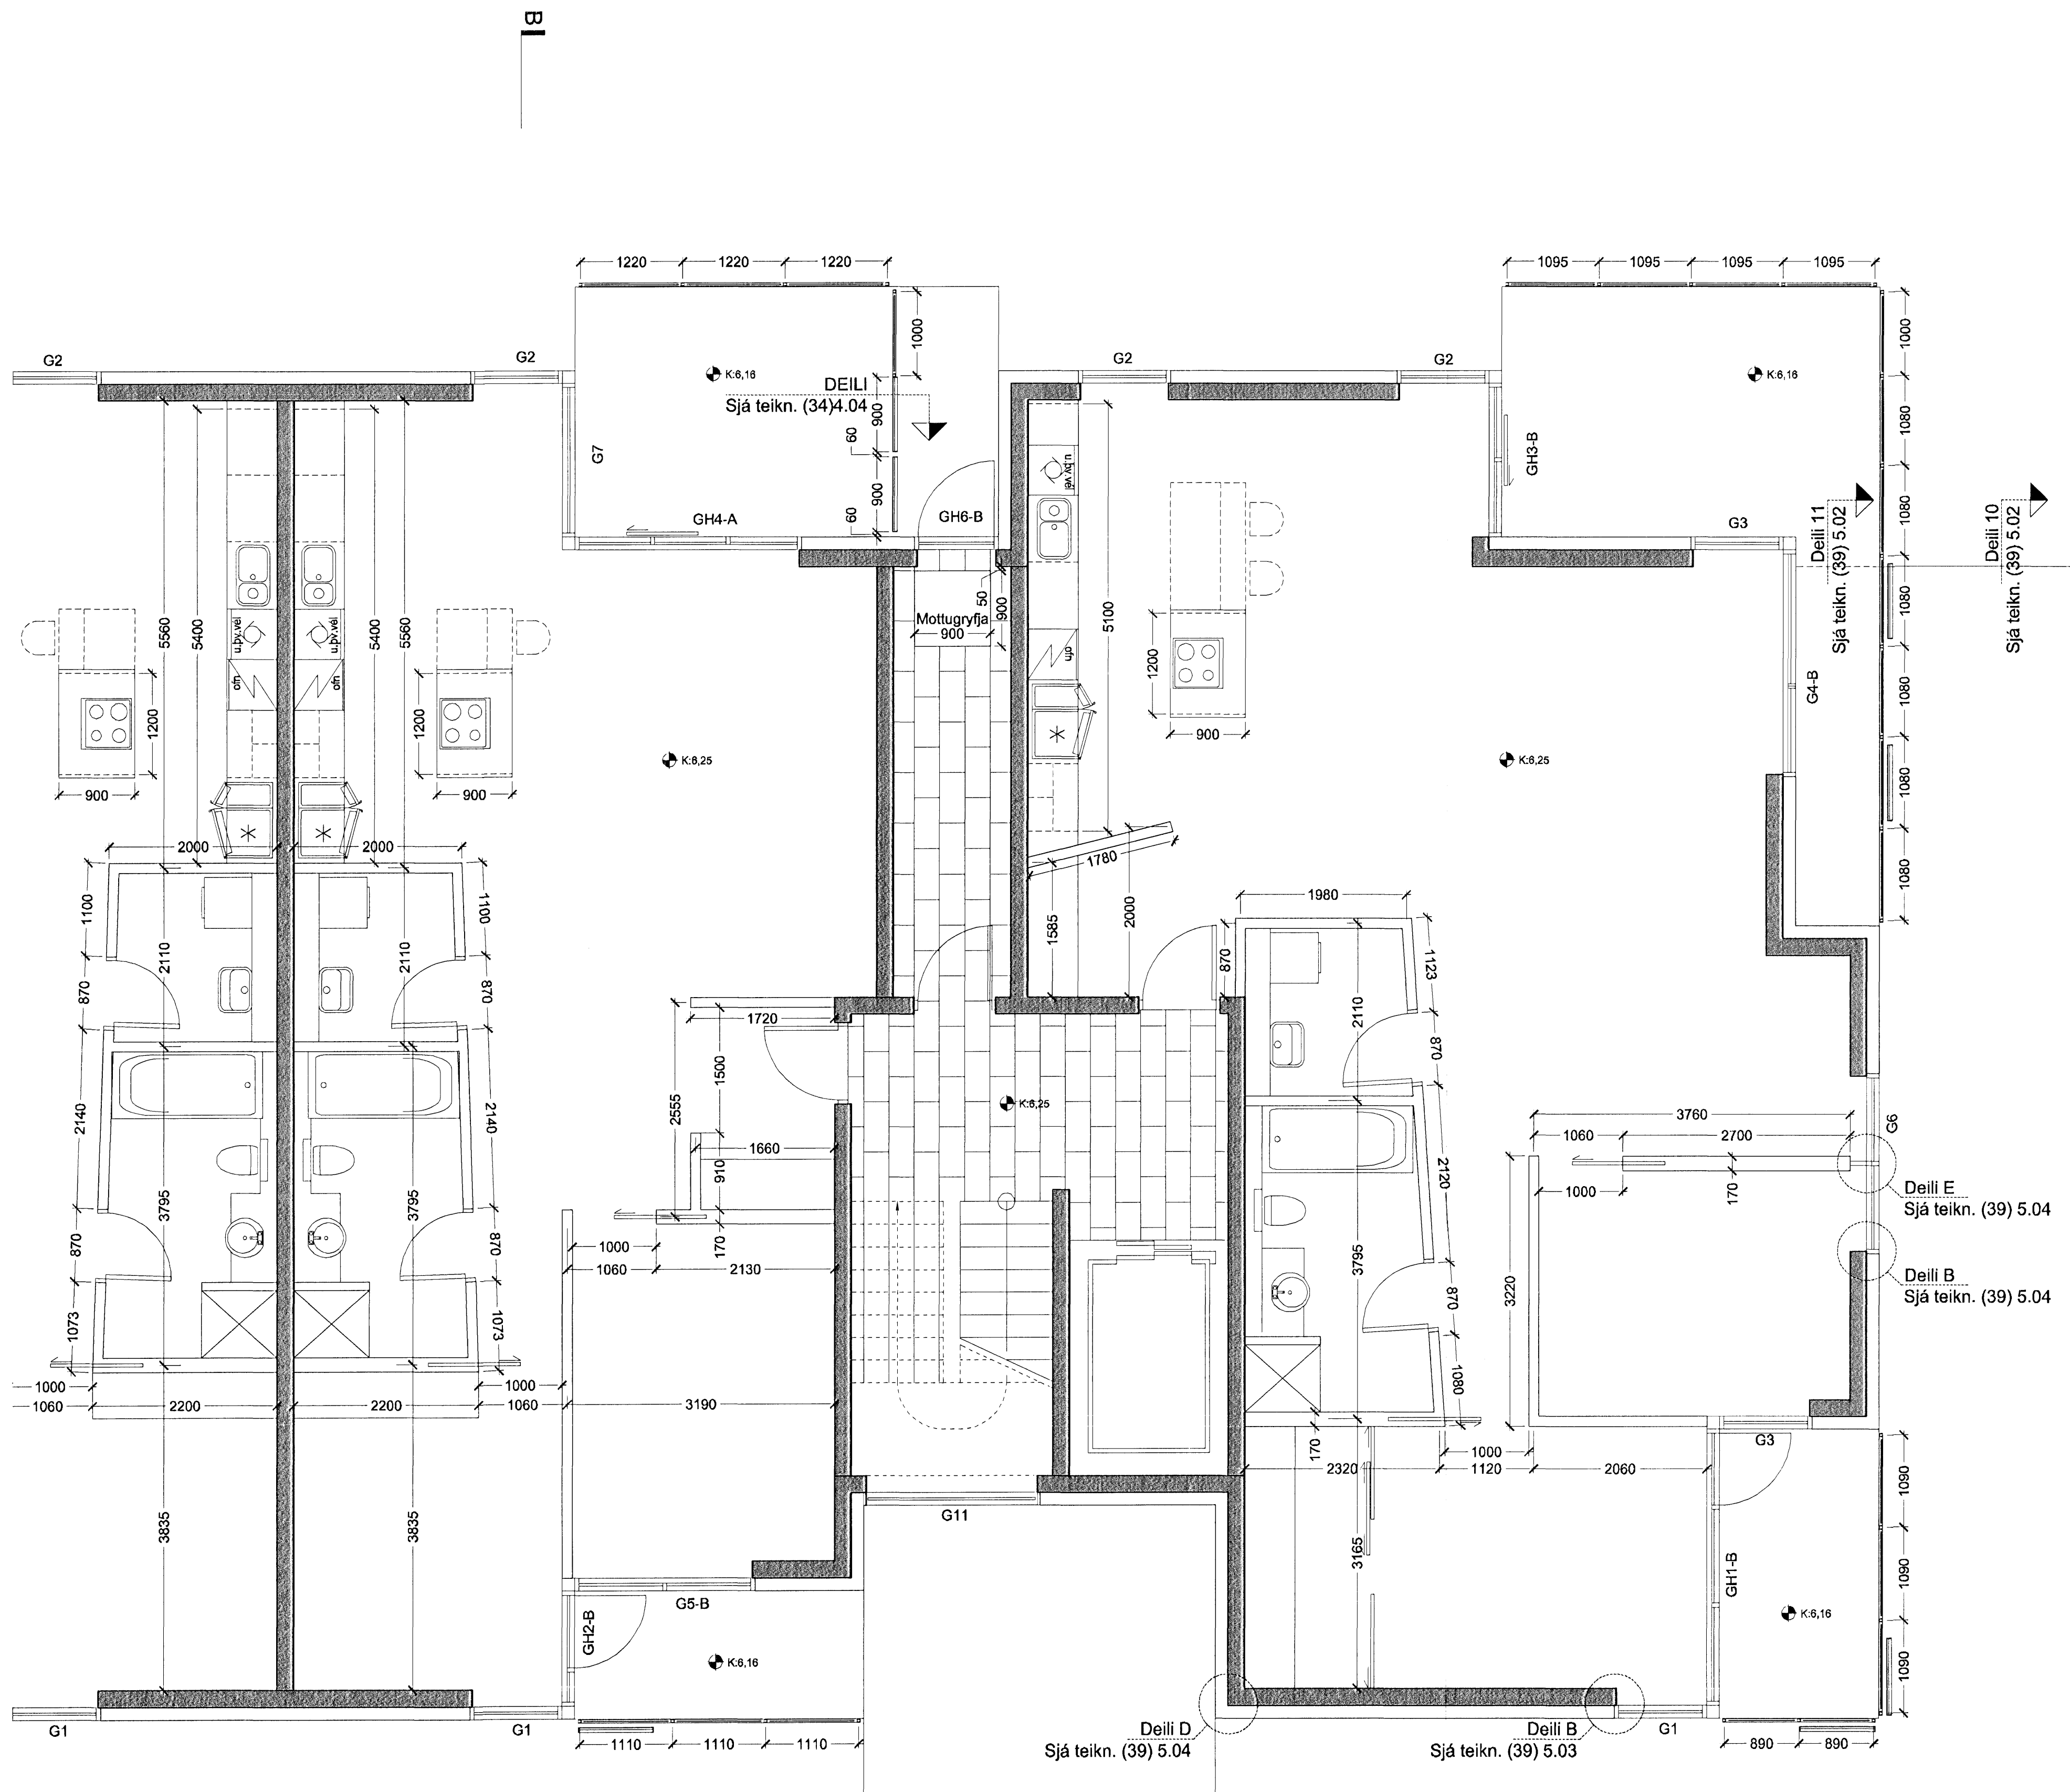 B
1220 1220 1220
1095 1095 1095 1095
G2
G2
G2
G2
K:6,16
DEILI
Sjá teikn. (34)4.04
1000
900
60
900
60
K:6,16
1000
1080
1080
1080
1080
1080
1080
G7
GH4-A
GH6-B
GH3-B
G3
G4-B
Deili 11
Sjá teikn. (39) 5.02
Deili 10
Sjá teikn. (39) 5.02
5560
5400
5400
5560
u.þv.vél
u.þv.vél
ofn
ofn
1200
900
1200
900
Mottugryfja
900
50
900
u.þv.vél
ofn
5100
1200
900
K:6,25
K:6,25
2000
2000
1780
1585
2000
1980
870
1123
1100
2110
2110
1100
870
870
2110
870
1720
1500
2555
K:6,25
1660
910
2140
2140
3795
3795
2120
3795
3760
1060
2700
1000
170
G6
Deili E
Sjá teikn. (39) 5.04
Deili B
Sjá teikn. (39) 5.04
870
870
1000
170
1060
2130
3220
870
1073
1073
1080
1000
1000
1060
2200
2200
1060
3190
170
1000
2320
1120
2060
G3
3835
3835
G11
3165
1090
1090
1090
GH1-B
K:6,16
G5-B
GH2-B
K:6,16
G1
G1
1110 1110 1110
Deili D
Sjá teikn. (39) 5.04
Deili B
Sjá teikn. (39) 5.03
G1
890 890